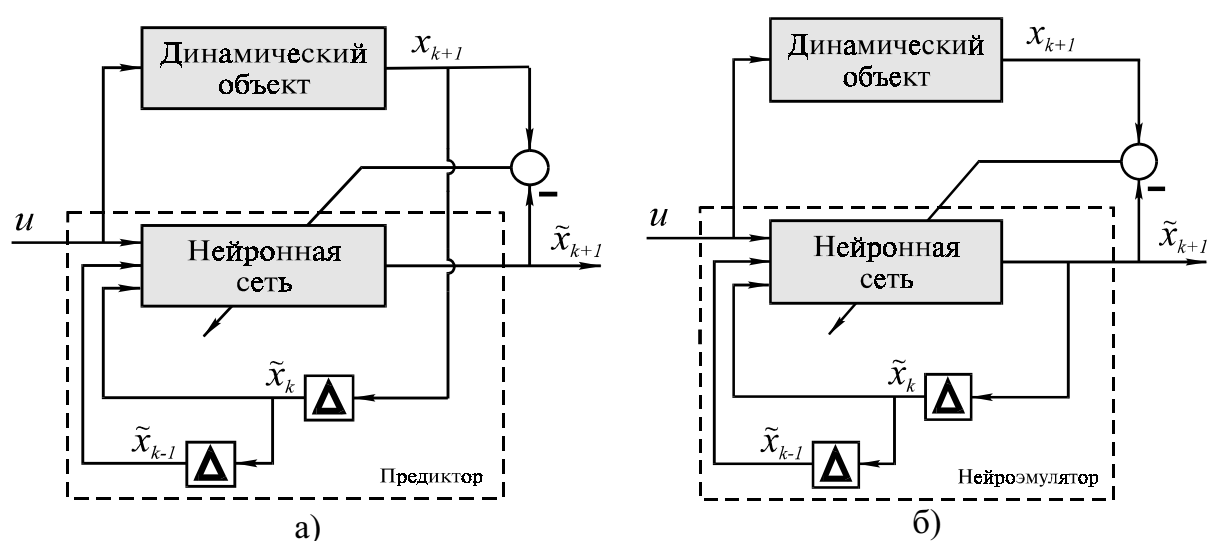 Динамический
объект
x_{k+1}
u
Нейронная
сеть
x̃_{k+1}
x̃_k
Δ
x̃_{k-1}
Δ
Предиктор
а)
Динамический
объект
x_{k+1}
u
Нейронная
сеть
x̃_{k+1}
x̃_k
Δ
x̃_{k-1}
Δ
Нейроэмулятор
б)